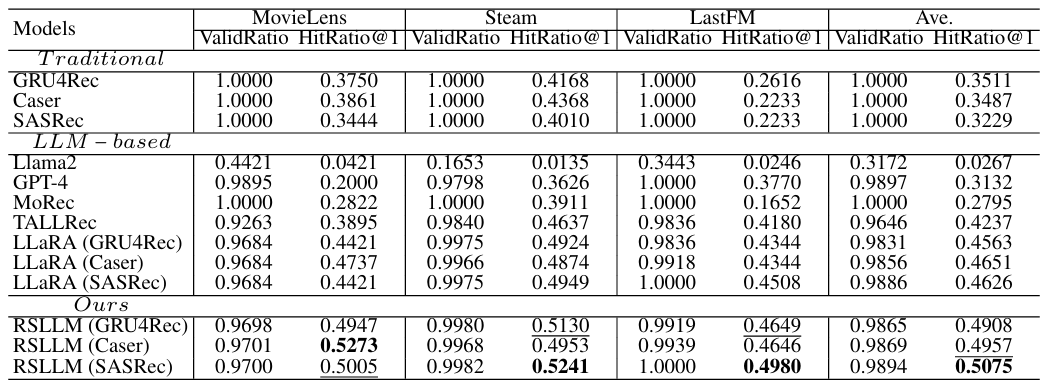 Models MovieLens Steam LastFM Ave.
ValidRatio HitRatio@1 ValidRatio HitRatio@1 ValidRatio HitRatio@1 ValidRatio HitRatio@1
Traditional
GRU4Rec 1.0000 0.3750 1.0000 0.4168 1.0000 0.2616 1.0000 0.3511
Caser 1.0000 0.3861 1.0000 0.4368 1.0000 0.2233 1.0000 0.3487
SASRec 1.0000 0.3444 1.0000 0.4010 1.0000 0.2233 1.0000 0.3229
LLM – based
Llama2 0.4421 0.0421 0.1653 0.0135 0.3443 0.0246 0.3172 0.0267
GPT-4 0.9895 0.2000 0.9798 0.3626 1.0000 0.3770 0.9897 0.3132
MoRec 1.0000 0.2822 1.0000 0.3911 1.0000 0.1652 1.0000 0.2795
TALLRec 0.9263 0.3895 0.9840 0.4637 0.9836 0.4180 0.9646 0.4237
LLaRA (GRU4Rec) 0.9684 0.4421 0.9975 0.4924 0.9836 0.4344 0.9831 0.4563
LLaRA (Caser) 0.9684 0.4737 0.9966 0.4874 0.9918 0.4344 0.9856 0.4651
LLaRA (SASRec) 0.9684 0.4421 0.9975 0.4949 1.0000 0.4508 0.9886 0.4626
Ours
RSLLM (GRU4Rec) 0.9698 0.4947 0.9980 0.5130 0.9919 0.4649 0.9865 0.4908
RSLLM (Caser) 0.9701 0.5273 0.9968 0.4953 0.9939 0.4646 0.9869 0.4957
RSLLM (SASRec) 0.9700 0.5005 0.9982 0.5241 1.0000 0.4980 0.9894 0.5075